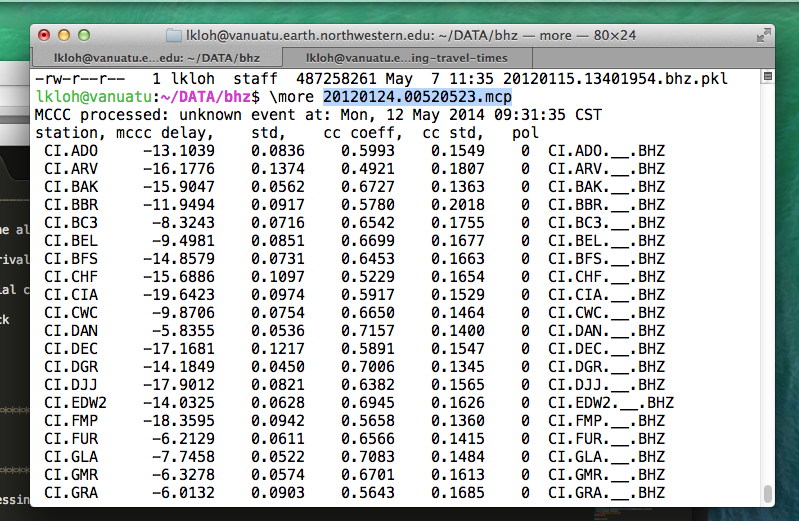 lkloh@vanuatu.earth.northwestern.edu: ~/DATA/bhz — more — 80×24
lkloh@vanuatu.e...edu: ~/DATA/bhz lkloh@vanuatu.e...ing-travel-times
-rw-r--r-- 1 lkloh staff 487258261 May 7 11:35 20120115.13401954.bhz.pkl
lkloh@vanuatu:~/DATA/bhz$ \more 20120124.00520523.mcp
MCCC processed: unknown event at: Mon, 12 May 2014 09:31:35 CST
station, mccc delay, std, cc coeff, cc std, pol
CI.ADO -13.1039 0.0836 0.5993 0.1549 0 CI.ADO.__.BHZ
CI.ARV -16.1776 0.1374 0.4921 0.1807 0 CI.ARV.__.BHZ
CI.BAK -15.9047 0.0562 0.6727 0.1363 0 CI.BAK.__.BHZ
CI.BBR -11.9494 0.0917 0.5780 0.2018 0 CI.BBR.__.BHZ
CI.BC3 -8.3243 0.0716 0.6542 0.1755 0 CI.BC3.__.BHZ
CI.BEL -9.4981 0.0851 0.6699 0.1677 0 CI.BEL.__.BHZ
CI.BFS -14.8579 0.0731 0.6453 0.1663 0 CI.BFS.__.BHZ
CI.CHF -15.6886 0.1097 0.5229 0.1654 0 CI.CHF.__.BHZ
CI.CIA -19.6423 0.0974 0.5917 0.1529 0 CI.CIA.__.BHZ
CI.CWC -9.8706 0.0754 0.6650 0.1464 0 CI.CWC.__.BHZ
CI.DAN -5.8355 0.0536 0.7157 0.1400 0 CI.DAN.__.BHZ
CI.DEC -17.1681 0.1217 0.5891 0.1547 0 CI.DEC.__.BHZ
CI.DGR -14.1849 0.0450 0.7006 0.1345 0 CI.DGR.__.BHZ
CI.DJJ -17.9012 0.0821 0.6382 0.1565 0 CI.DJJ.__.BHZ
CI.EDW2 -14.0325 0.0628 0.6945 0.1626 0 CI.EDW2.__.BHZ
CI.FMP -18.3595 0.0942 0.5658 0.1360 0 CI.FMP.__.BHZ
CI.FUR -6.2129 0.0611 0.6566 0.1415 0 CI.FUR.__.BHZ
CI.GLA -7.7458 0.0522 0.7083 0.1484 0 CI.GLA.__.BHZ
CI.GMR -6.3278 0.0574 0.6701 0.1613 0 CI.GMR.__.BHZ
CI.GRA -6.0132 0.0903 0.5643 0.1685 0 CI.GRA.__.BHZ